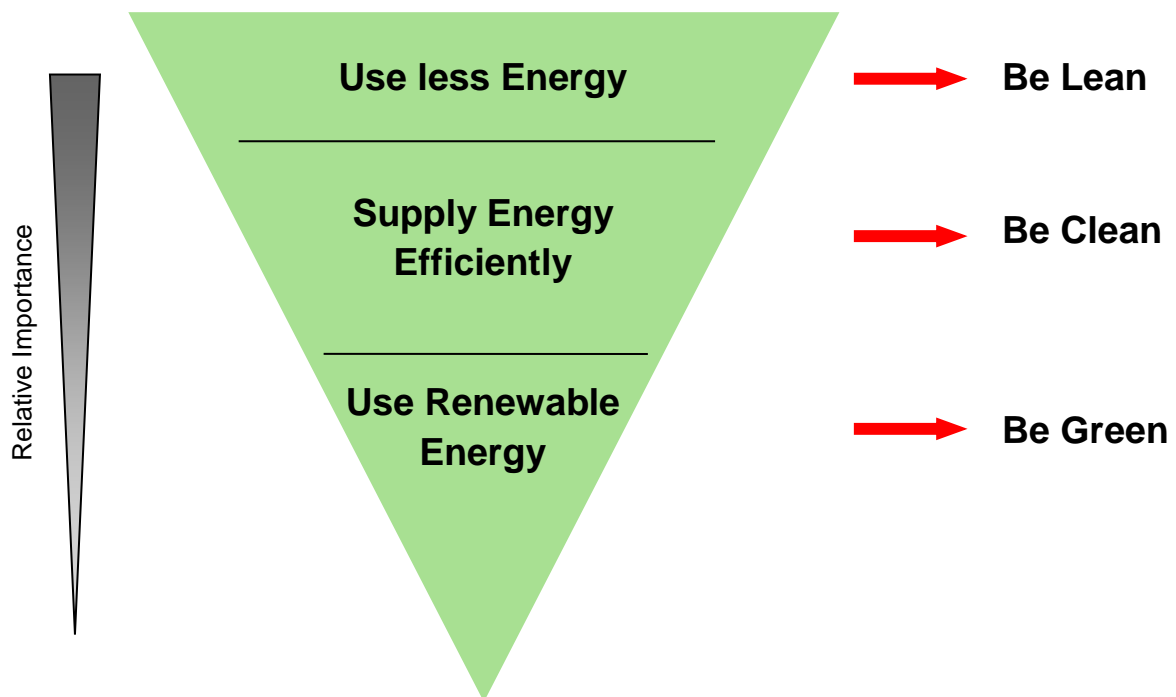 Use less Energy
Be Lean
Supply Energy
Efficiently
Be Clean
Use Renewable
Energy
Be Green
Relative Importance